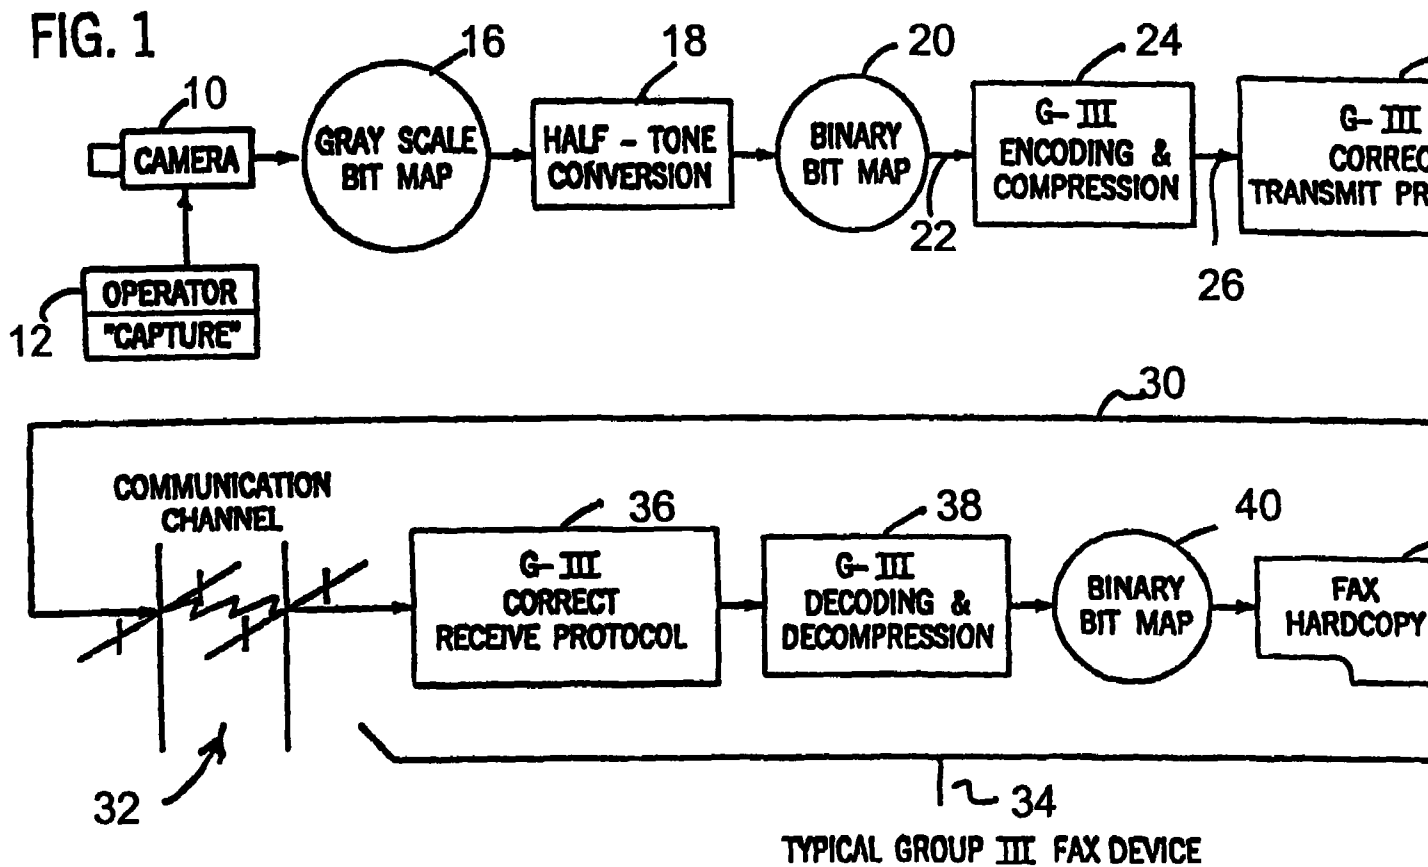 FIG. 1
10
16
18
20
24
CAMERA
GRAY SCALE
BIT MAP
HALF - TONE
CONVERSION
BINARY
BIT MAP
G-III
ENCODING &
COMPRESSION
G-III
TRANSMIT
22
26
12
OPERATOR
"CAPTURE"
30
COMMUNICATION
CHANNEL
36
38
40
G-III
CORRECT
RECEIVE PROTOCOL
G-III
DECODING &
DECOMPRESSION
BINARY
BIT MAP
FAX
HARDCOPY
32
34
TYPICAL GROUP III FAX DEVICE